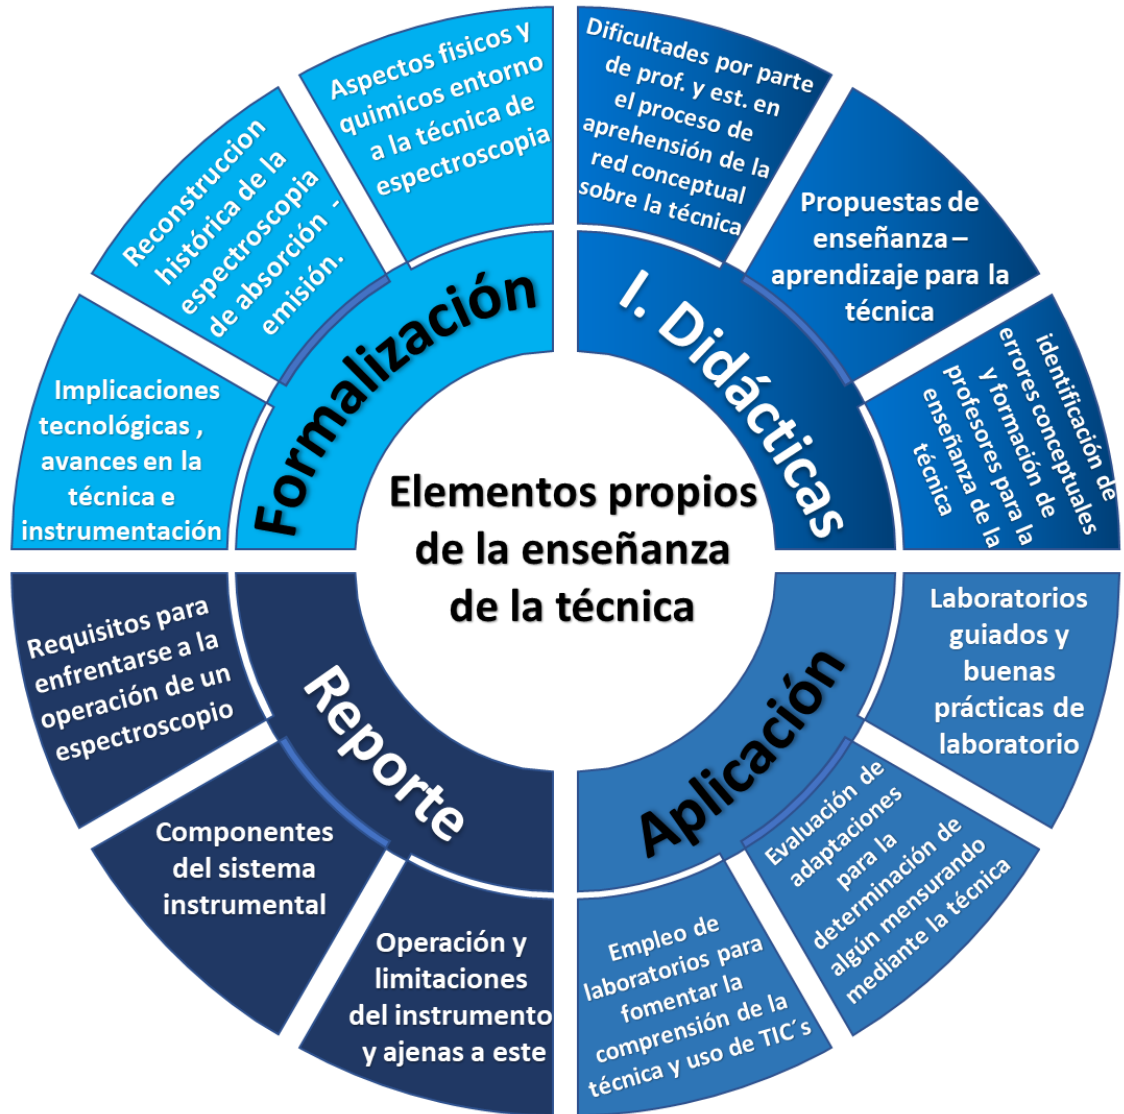 Elementos propios
de la enseñanza
de la técnica
Formalización
Aspectos fisicos y
quimicos entorno
a la técnica de
espectroscopia
Reconstruccion
histórica de la
espectroscopia
de absorción -
emisión.
Implicaciones
tecnológicas ,
avances en la
técnica e
instrumentación
I. Didácticas
Dificultades por parte
de prof. y est. en
el proceso de
aprehensión de la
red conceptual
sobre la técnica
Propuestas de
enseñanza –
aprendizaje para la
técnica
identificación de
errores conceptuales
y formación de
profesores para la
enseñanza de la
técnica
Aplicación
Laboratorios
guiados y
buenas
prácticas de
laboratorio
Evaluación de
adaptaciones
para la
determinación de
algún mensurando
mediante la técnica
Empleo de
laboratorios para
fomentar la
comprensión de la
técnica y uso de TIC´s
Reporte
Requisitos para
enfrentarse a la
operación de un
espectroscopio
Componentes
del sistema
instrumental
Operación y
limitaciones
del instrumento
y ajenas a este